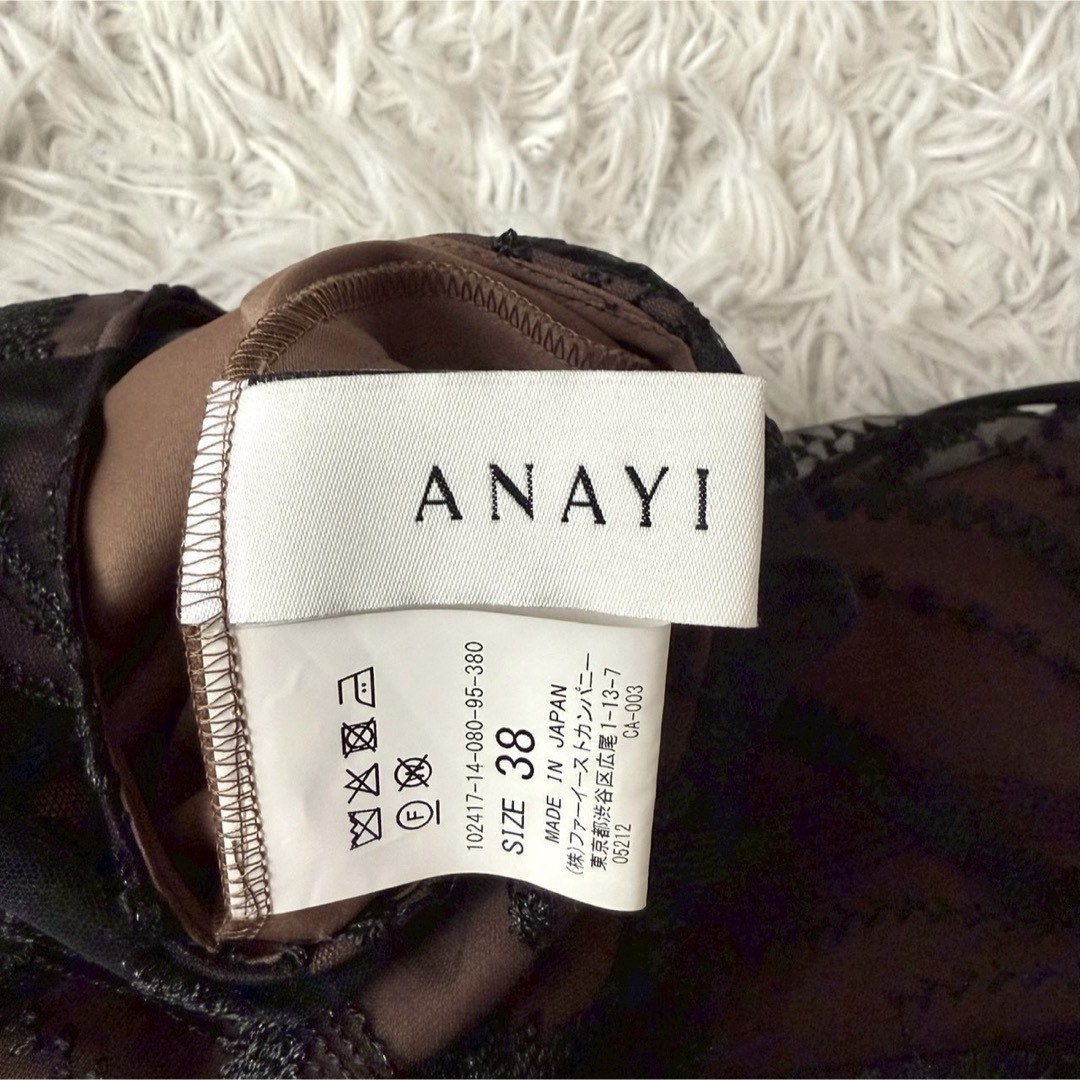 ANAYI
Ⓕ
102417-14-080-95-380
SIZE 38
MADE IN JAPAN
(株)ファーイーストカンパニー
東京都渋谷区広尾1-13-7
05212 CA-003